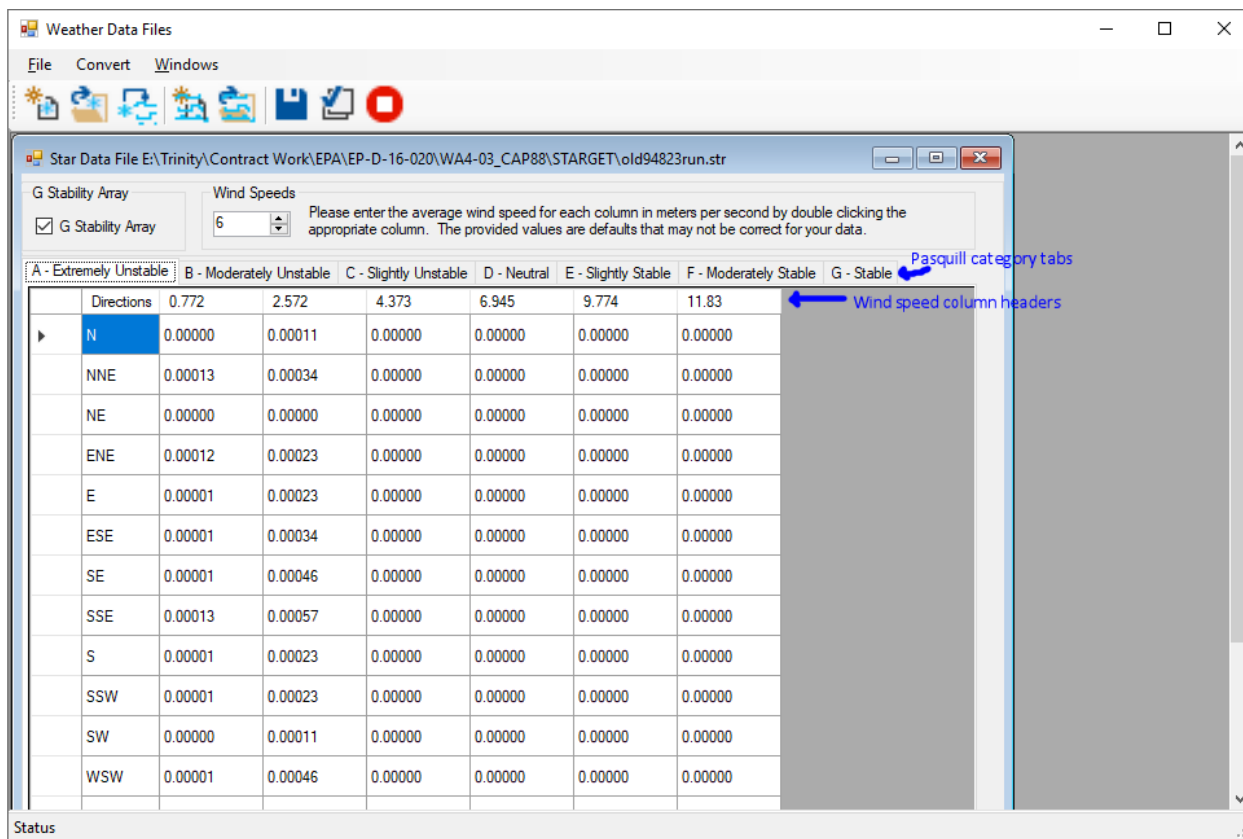 Weather Data Files
File Convert Windows
Star Data File E:\Trinity\Contract Work\EPA\EP-D-16-020\WA4-03_CAP88\STARGET\old94823run.str
G Stability Array
G Stability Array
Wind Speeds
6
Please enter the average wind speed for each column in meters per second by double clicking the
appropriate column. The provided values are defaults that may not be correct for your data.
Pasquill category tabs
A - Extremely Unstable B - Moderately Unstable C - Slightly Unstable D - Neutral E - Slightly Stable F - Moderately Stable G - Stable
Directions 0.772 2.572 4.373 6.945 9.774 11.83
Wind speed column headers
N 0.00000 0.00011 0.00000 0.00000 0.00000 0.00000
NNE 0.00013 0.00034 0.00000 0.00000 0.00000 0.00000
NE 0.00000 0.00000 0.00000 0.00000 0.00000 0.00000
ENE 0.00012 0.00023 0.00000 0.00000 0.00000 0.00000
E 0.00001 0.00023 0.00000 0.00000 0.00000 0.00000
ESE 0.00001 0.00034 0.00000 0.00000 0.00000 0.00000
SE 0.00001 0.00046 0.00000 0.00000 0.00000 0.00000
SSE 0.00013 0.00057 0.00000 0.00000 0.00000 0.00000
S 0.00001 0.00023 0.00000 0.00000 0.00000 0.00000
SSW 0.00001 0.00023 0.00000 0.00000 0.00000 0.00000
SW 0.00000 0.00011 0.00000 0.00000 0.00000 0.00000
WSW 0.00001 0.00046 0.00000 0.00000 0.00000 0.00000
Status